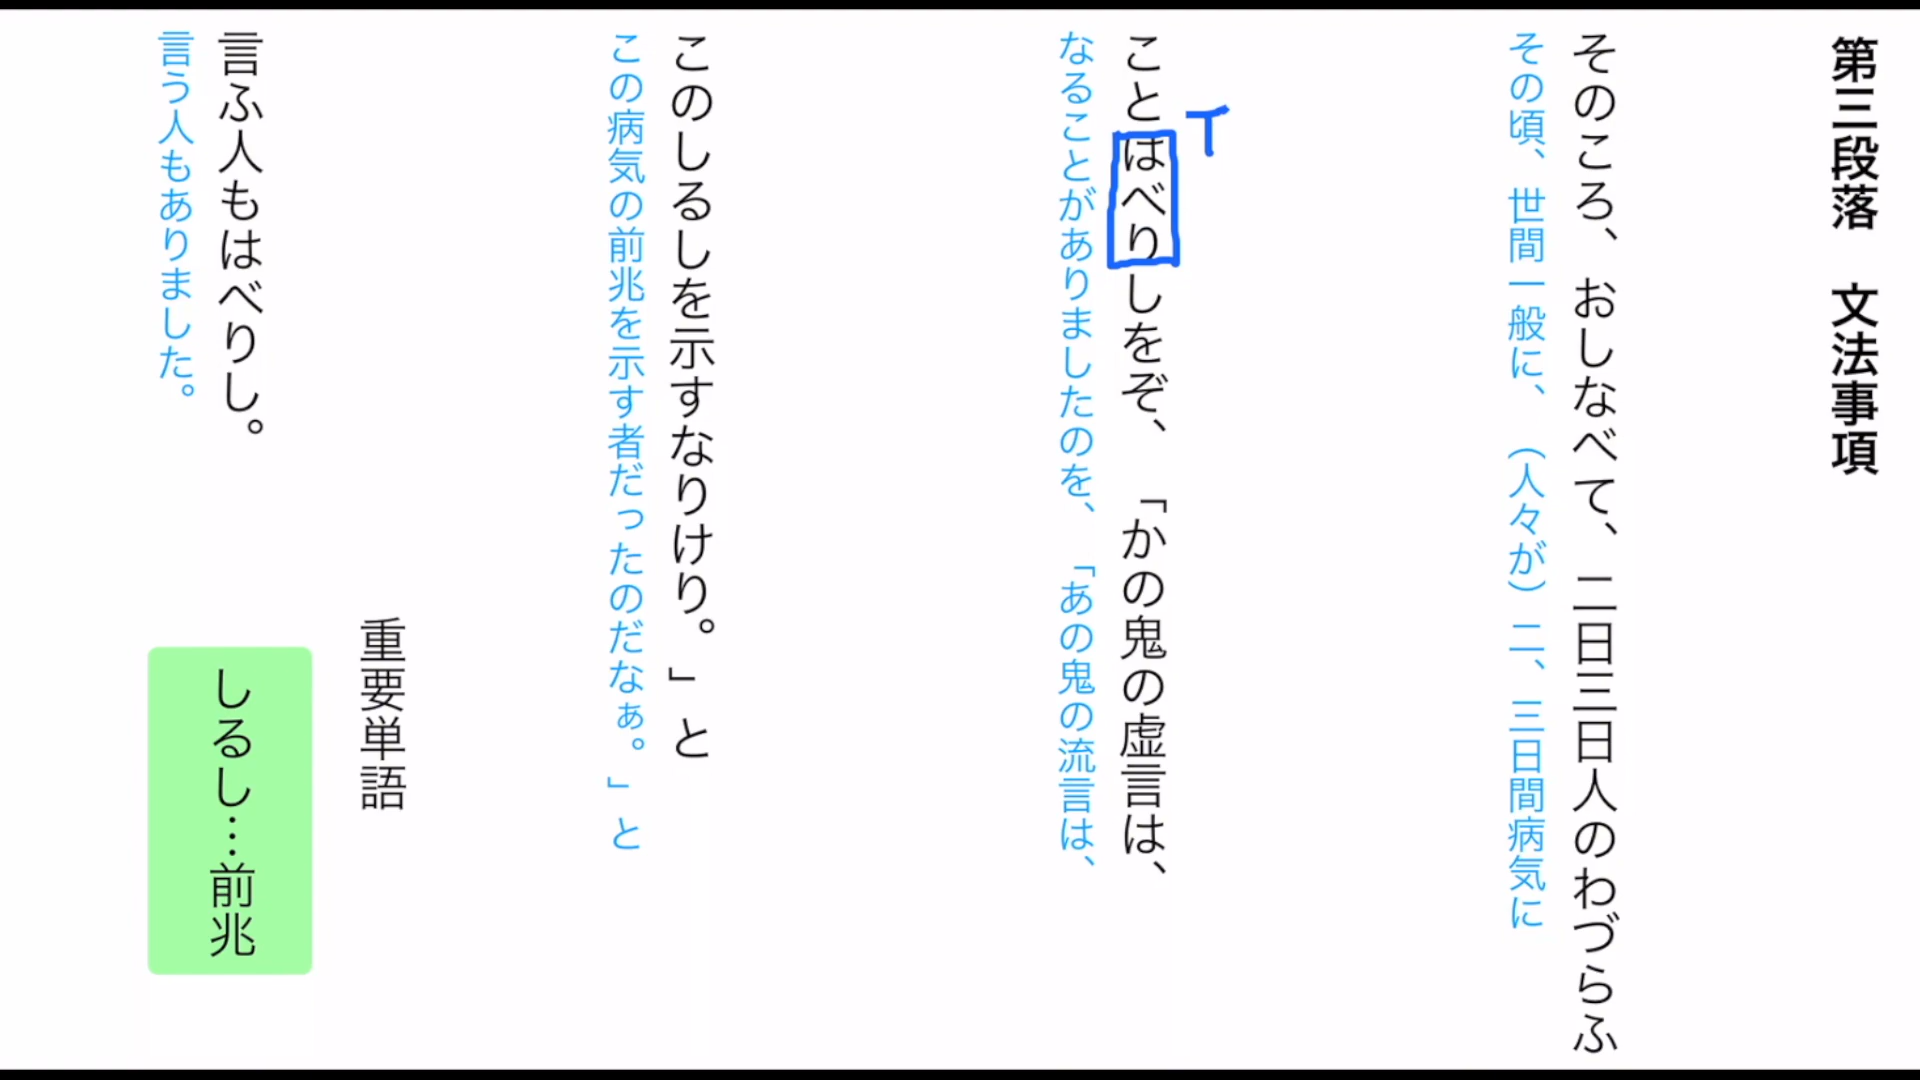 第三段落　文法事項
そのころ、おしなべて、二日三日人のわづらふ
その頃、世間一般に、（人々が）二、三日間病気に
T
ことはべりしをぞ、「かの鬼の虚言は、
なることがありましたのを、「あの鬼の流言は、
このしるしを示すなりけり。」と
この病気の前兆を示す者だったのだなぁ。」と
重要単語
言ふ人もはべりし。
言う人もありました。
しるし…前兆